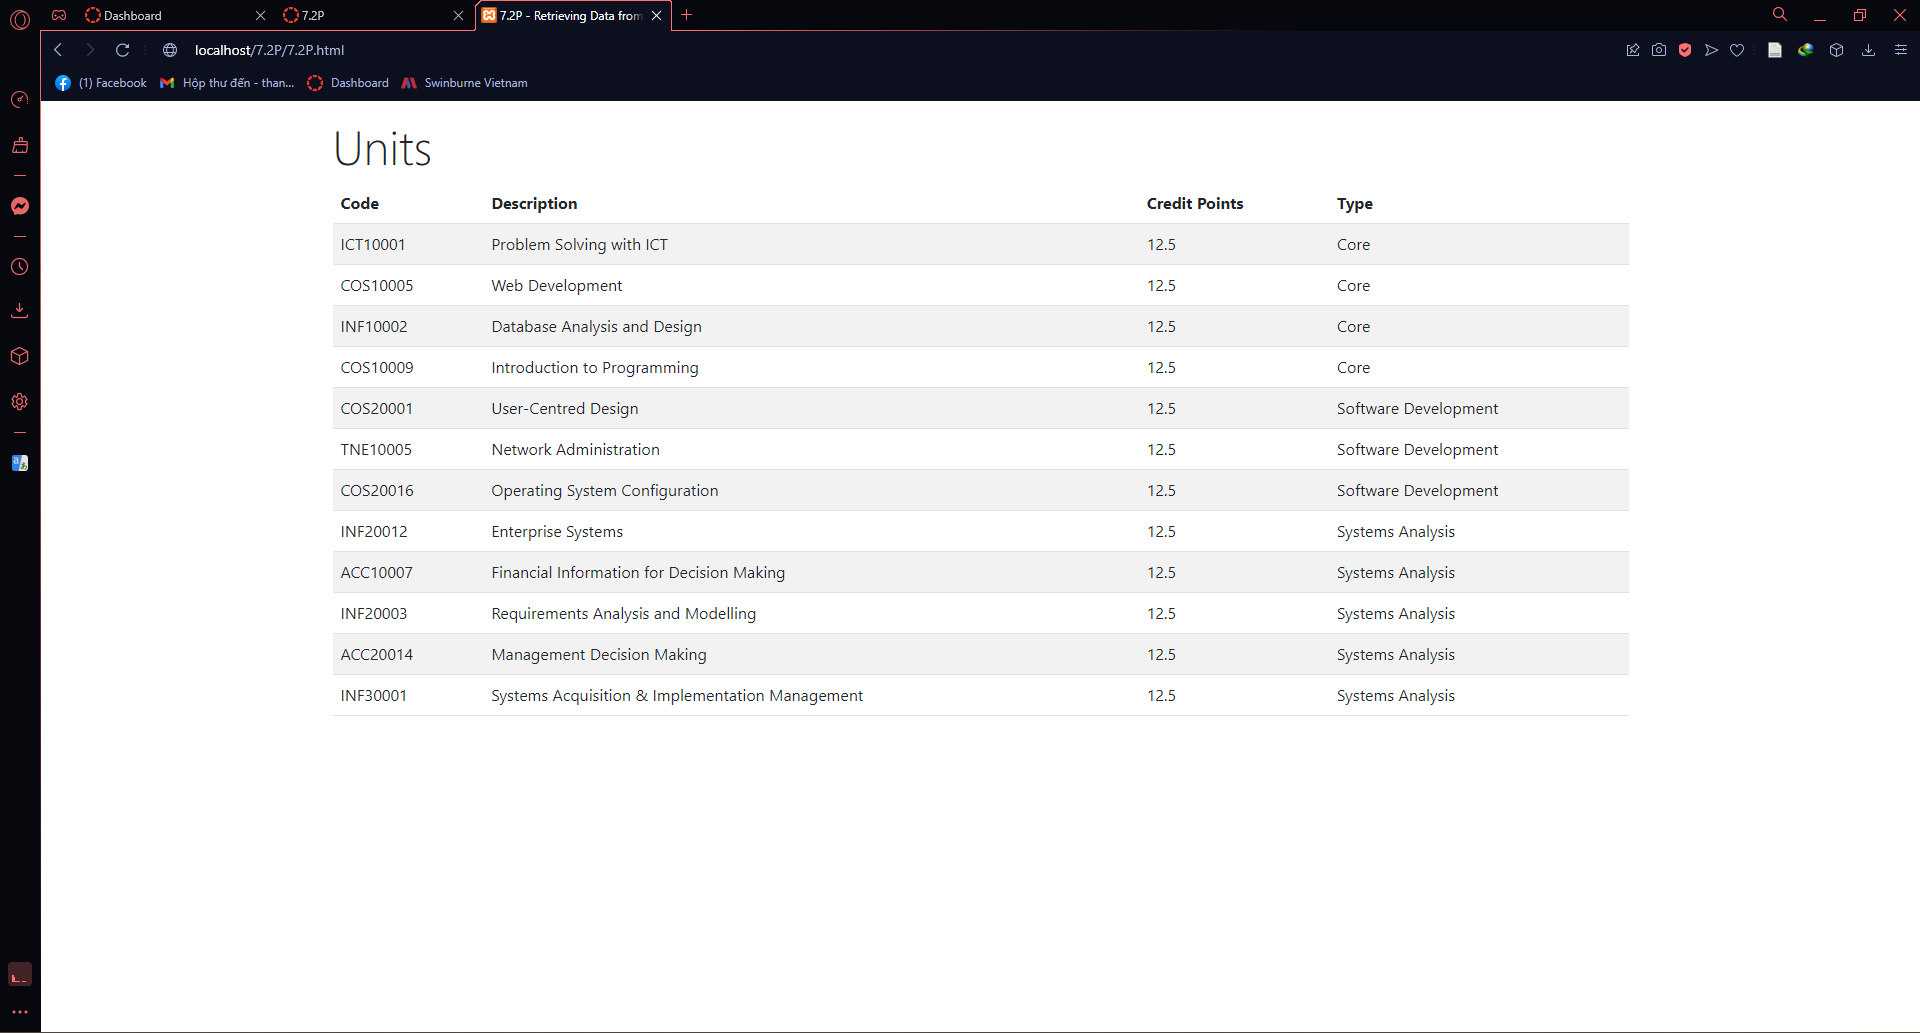 Dashboard
7.2P
7.2P - Retrieving Data from
localhost/7.2P/7.2P.html
(1) Facebook
Hộp thư đến - than...
Dashboard
Swinburne Vietnam
Units
Code Description Credit Points Type
ICT10001 Problem Solving with ICT 12.5 Core
COS10005 Web Development 12.5 Core
INF10002 Database Analysis and Design 12.5 Core
COS10009 Introduction to Programming 12.5 Core
COS20001 User-Centred Design 12.5 Software Development
TNE10005 Network Administration 12.5 Software Development
COS20016 Operating System Configuration 12.5 Software Development
INF20012 Enterprise Systems 12.5 Systems Analysis
ACC10007 Financial Information for Decision Making 12.5 Systems Analysis
INF20003 Requirements Analysis and Modelling 12.5 Systems Analysis
ACC20014 Management Decision Making 12.5 Systems Analysis
INF30001 Systems Acquisition & Implementation Management 12.5 Systems Analysis